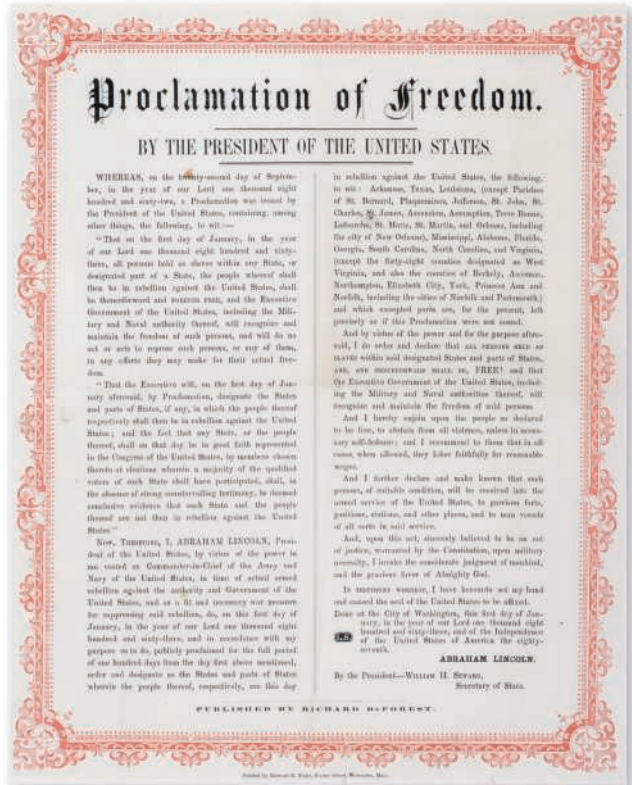 Proclamation of Freedom.
BY THE PRESIDENT OF THE UNITED STATES.
WHEREAS, on the twenty-second day of Septem-
ber, in the year of our Lord one thousand eight
hundred and sixty-two, a Proclamation was issued by
the President of the United States, containing, among
other things, the following, to wit:—
"That on the first day of January, in the year
of our Lord one thousand eight hundred and sixty-
three, all persons held as slaves within any State, or
designated part of a State, the people whereof shall
then be in rebellion against the United States, shall
be thenceforward and FOREVER FREE, and the Executive
Government of the United States, including the Mili-
tary and Naval authority thereof, will recognize and
maintain the freedom of such persons, and will do no
act or acts to repress such persons, or any of them,
in any efforts they may make for their actual free-
dom.
"That the Executive will, on the first day of Jan-
uary aforesaid, by Proclamation, designate the States
and parts of States, if any, in which the people thereof
respectively shall then be in rebellion against the United
States; and the fact that any State, or the people
thereof, shall on that day be in good faith represented
in the Congress of the United States, by members chosen
thereto at elections wherein a majority of the qualified
voters of such State shall have participated, shall, in
the absence of strong countervailing testimony, be deemed
conclusive evidence that such State and the people
thereof are not then in rebellion against the United
States."
Now, THEREFORE, I, ABRAHAM LINCOLN, Presi-
dent of the United States, by virtue of the power in
me vested as Commander-in-Chief of the Army and
Navy of the United States, in time of actual armed
rebellion against the authority and Government of the
United States, and as a fit and necessary war measure
for suppressing said rebellion, do, on this first day of
January, in the year of our Lord one thousand eight
hundred and sixty-three, and in accordance with my
purpose so to do, publicly proclaimed for the full period
of one hundred days from the day first above mentioned,
order and designate as the States and parts of States
wherein the people thereof, respectively, are this day
in rebellion against the United States, the following,
to wit: Arkansas, Texas, Louisiana, (except Parishes
of St. Bernard, Plaquemines, Jefferson, St. John, St.
Charles, St. James, Ascension, Assumption, Terre Bonne,
Lafourche, St. Marie, St. Martin, and Orleans, including
the city of New Orleans), Mississippi, Alabama, Florida,
Georgia, South Carolina, North Carolina, and Virginia,
(except the forty-eight counties designated as West
Virginia, and also the counties of Berkely, Accomac,
Northampton, Elizabeth City, York, Princess Ann and
Norfolk, including the cities of Norfolk and Portsmouth,)
and which excepted parts are, for the present, left
precisely as if this Proclamation were not issued.
And by virtue of the power and for the purpose afore-
said, I do order and declare that ALL PERSONS HELD AS
SLAVES within said designated States and parts of States,
ARE, AND HENCEFORWARD SHALL BE, FREE! and that
the Executive Government of the United States, includ-
ing the Military and Naval authorities thereof, will
recognize and maintain the freedom of said persons.
And I hereby enjoin upon the people so declared
to be free, to abstain from all violence, unless in neces-
sary self-defence; and I recommend to them that in all
cases, when allowed, they labor faithfully for reasonable
wages.
And I further declare and make known that such
persons, of suitable condition, will be received into the
armed service of the United States, to garrison forts,
positions, stations, and other places, and to man vessels
of all sorts in said service.
And, upon this act, sincerely believed to be an act
of justice, warranted by the Constitution, upon military
necessity, I invoke the considerate judgment of mankind,
and the gracious favor of Almighty God.
IN TESTIMONY WHEREOF, I have hereunto set my hand
and caused the seal of the United States to be affixed.
Done at the City of Washington, this first day of Jan-
uary, in the year of our Lord one thousand eight
L.S. hundred and sixty-three, and of the Independence
of the United States of America the eighty-
seventh.
ABRAHAM LINCOLN.
By the President—WILLIAM H. SEWARD,
Secretary of State.
PUBLISHED BY RICHARD DEFOREST.
Printed by Edward R. Fiske, Worcester, Mass.